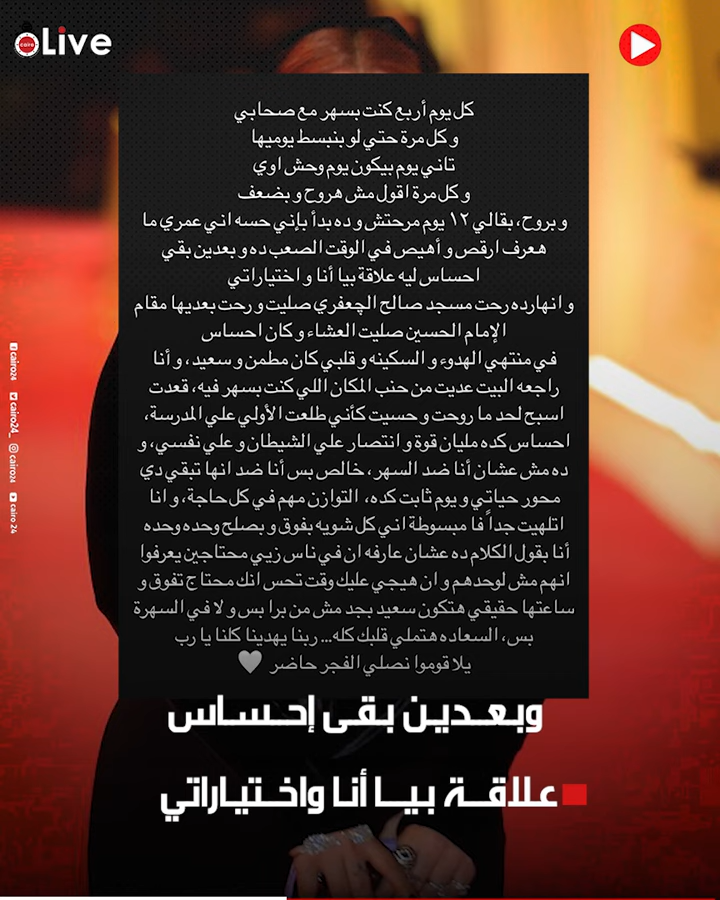 Live
cairo
كل يوم أربع كنت بسهر مع صحابي
و كل مرة حتي لو بنبسط يوميها
تاني يوم بيكون يوم وحش اوي
و كل مرة اقول مش هروح و بضعف
و بروح، بقالي ١٢ يوم مرحتش و ده بدأ بإني حسه اني عمري ما
هعرف ارقص و أهيص في الوقت الصعب ده و بعدين بقي
احساس ليه علاقة بيا أنا و اختياراتي
و انهارده رحت مسجد صالح الجعفري صليت و رحت بعديها مقام
الإمام الحسين صليت العشاء و كان احساس
في منتهي الهدوء و السكينه و قلبي كان مطمن و سعيد ، و أنا
راجعه البيت عديت من حنب المكان اللي كنت بسهر فيه، قعدت
اسبح لحد ما روحت و حسيت كأني طلعت الأولي علي المدرسة،
احساس كده مليان قوة و انتصار علي الشيطان و علي نفسي، و
ده مش عشان أنا ضد السهر ، خالص بس أنا ضد انها تبقي دي
محور حياتي و يوم ثابت كده ، التوازن مهم في كل حاجة، و انا
اتلهيت جداً فا مبسوطة اني كل شويه بفوق و بصلح وحده وحده
أنا بقول الكلام ده عشان عارفه ان في ناس زيي محتاجين يعرفوا
انهم مش لوحدهم و ان هيجي عليك وقت تحس انك محتاج تفوق و
ساعتها حقيقي هتكون سعيد بجد مش من برا بس و لا في السهرة
بس، السعاده هتملي قلبك كله... ربنا يهدينا كلنا يا رب
يلا قوموا نصلي الفجر حاضر 🤍
cairo24
cairo24_
cairo24
cairo 24
وبعدين بقى إحساس
علاقة بيا أنا واختياراتي